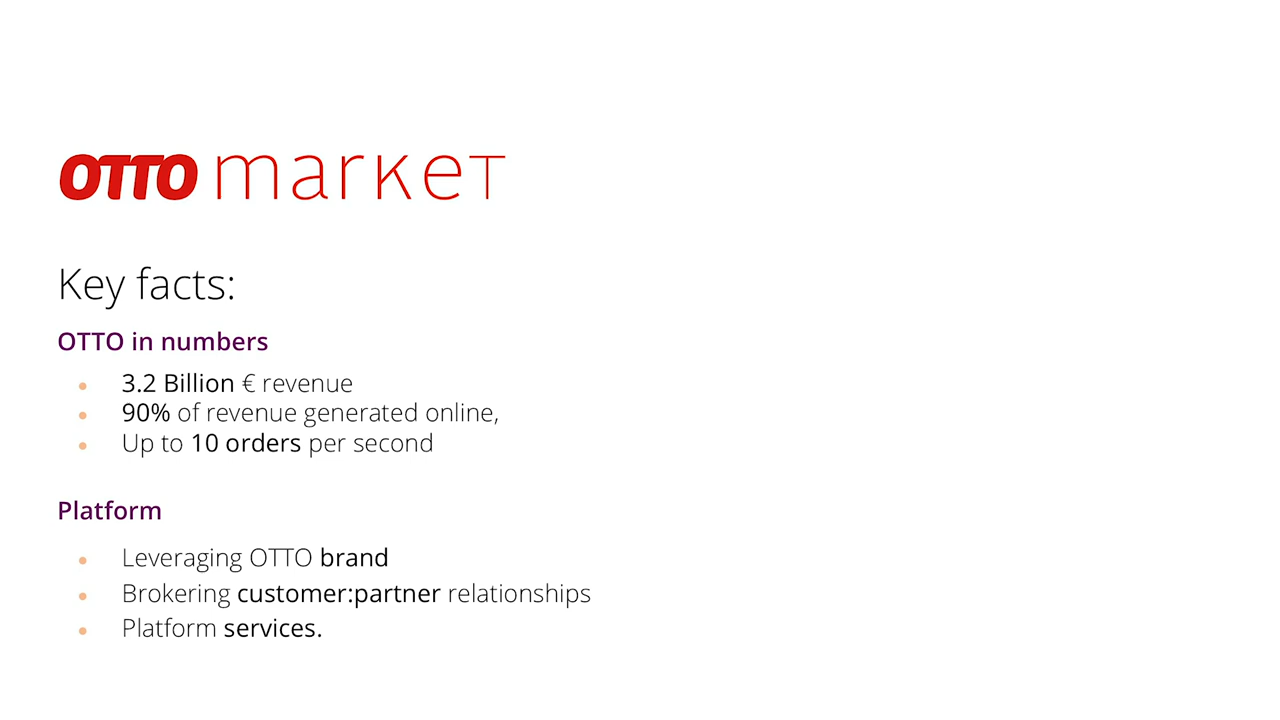 OTTO market
Key facts:
OTTO in numbers
• 3.2 Billion € revenue
• 90% of revenue generated online,
• Up to 10 orders per second
Platform
• Leveraging OTTO brand
• Brokering customer:partner relationships
• Platform services.